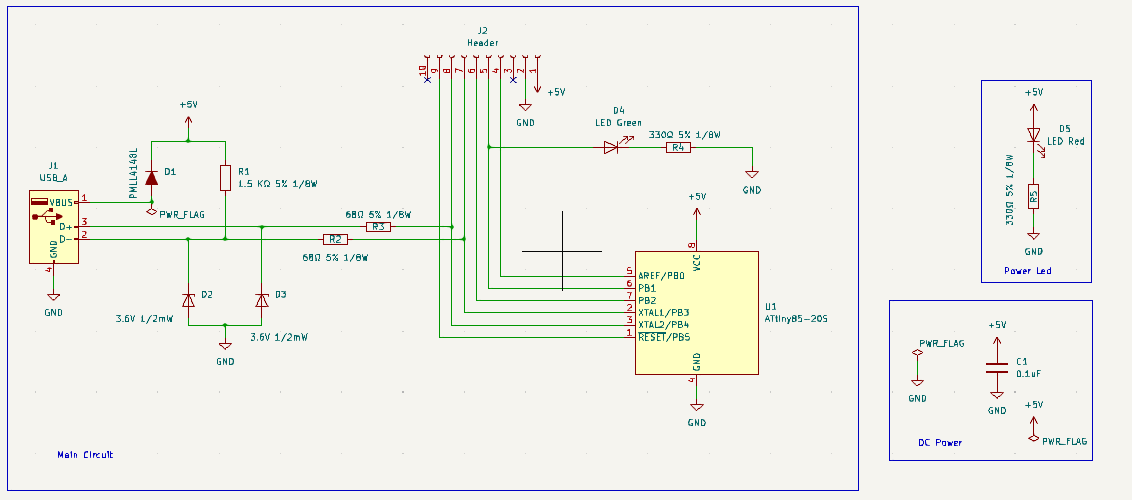 J2
Header
10
9
8
7
6
5
4
3
2
1
+5V
GND
+5V
D4
LED Green
330Ω 5% 1/8W
R4
GND
J1
USB_A
PMLL4148L
D1
R1
1.5 KΩ 5% 1/8W
VBUS
1
PWR_FLAG
D+
3
D-
2
GND
4
GND
68Ω 5% 1/8W
R3
R2
68Ω 5% 1/8W
D2
D3
3.6V 1/2mW
3.6V 1/2mW
GND
+5V
8
VCC
5
AREF/PB0
6
PB1
7
PB2
2
XTAL1/PB3
3
XTAL2/PB4
1
RESET/PB5
U1
ATtiny85-20S
GND
4
GND
Main Circuit
+5V
D5
LED Red
330Ω 5% 1/8W
R5
GND
Power Led
PWR_FLAG
GND
+5V
C1
0.1uF
GND
+5V
PWR_FLAG
DC Power